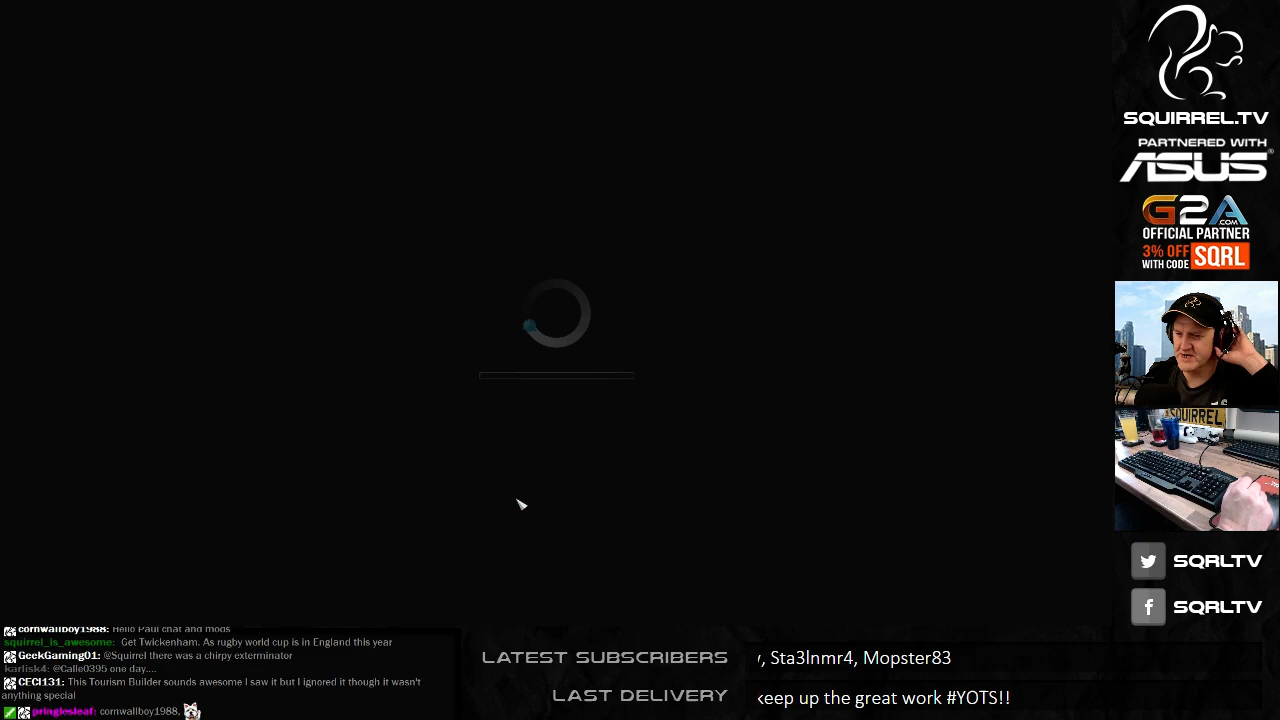 SQUIRREL.TV
PARTNERED WITH
ASUS
G2A
.COM
OFFICIAL PARTNER
3% OFF
WITH CODE
SQRL
SQUIRREL
SQRLTV
SQRLTV
cornwallboy1988: Hello Paul chat and mods
squirrel_is_awesome: Get Twickenham. As rugby world cup is in England this year
GeekGaming01: @Squirrel there was a chirpy exterminator
karlisk4: @Calle0395 one day....
CECI131: This Tourism Builder sounds awesome I saw it but I ignored it though it wasn't
anything special
pringlesleaf: cornwallboy1988,
LATEST SUBSCRIBERS
, Sta3lnmr4, Mopster83
LAST DELIVERY
keep up the great work #YOTS!!